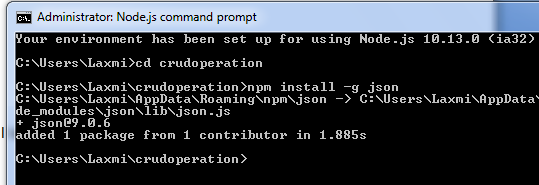 Administrator: Node.js command prompt
Your environment has been set up for using Node.js 10.13.0 (ia32)
C:\Users\Laxmi>cd crudoperation
C:\Users\Laxmi\crudoperation>npm install -g json
C:\Users\Laxmi\AppData\Roaming\npm\json -> C:\Users\Laxmi\AppData\
de_modules\json\lib\json.js
+ json@9.0.6
added 1 package from 1 contributor in 1.885s
C:\Users\Laxmi\crudoperation>